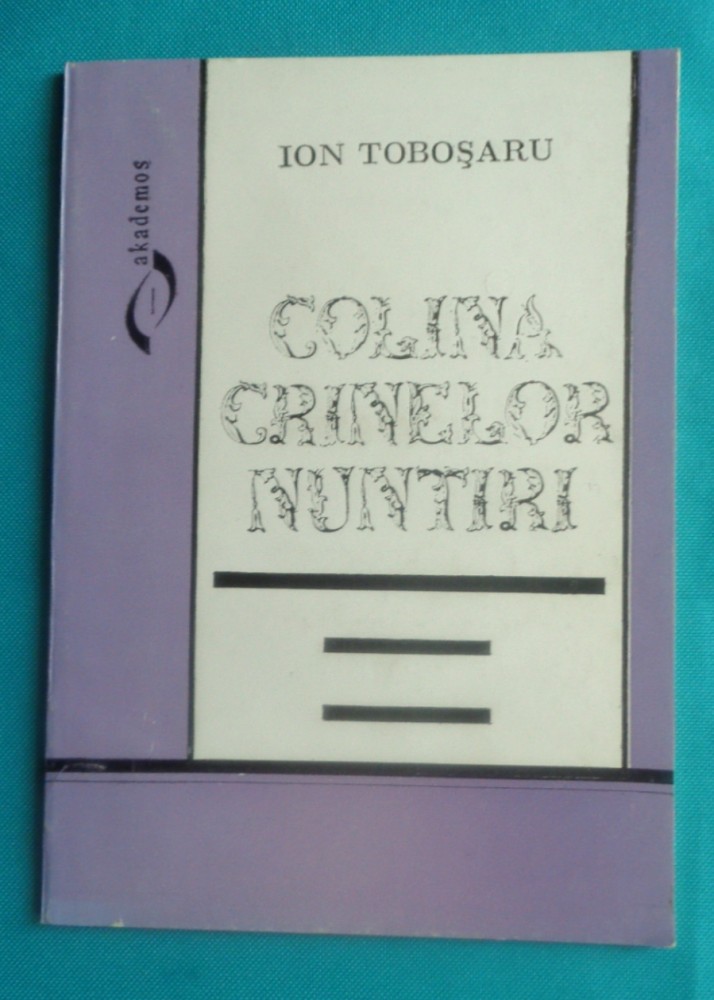 ION TOBOŞARU
akademos
COLINA
CRINELOR
NUNTIRI